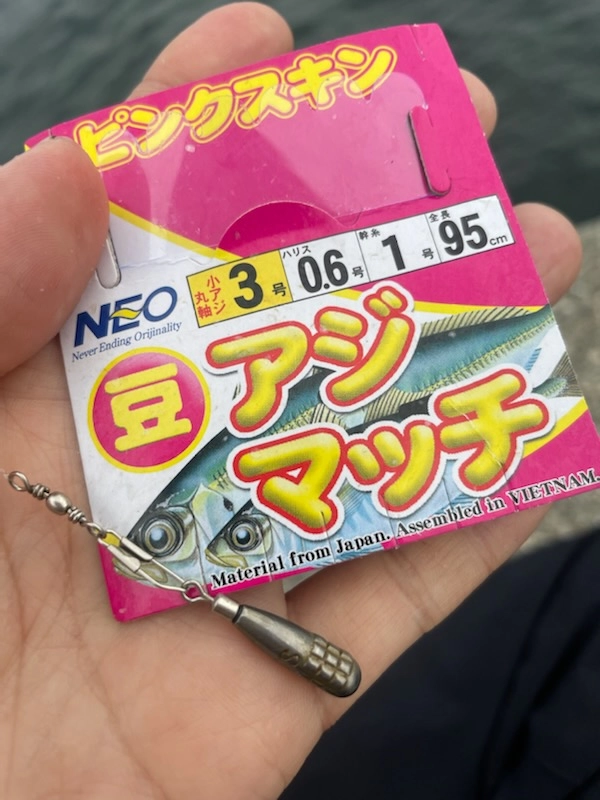 ピンクスキン
小アジ丸軸 3号 ハリス 0.6号 幹糸 1号 全長 95cm
NEO
Never Ending Orijinality
豆
アジ
マッチ
Material from Japan. Assembled in VIETNAM.